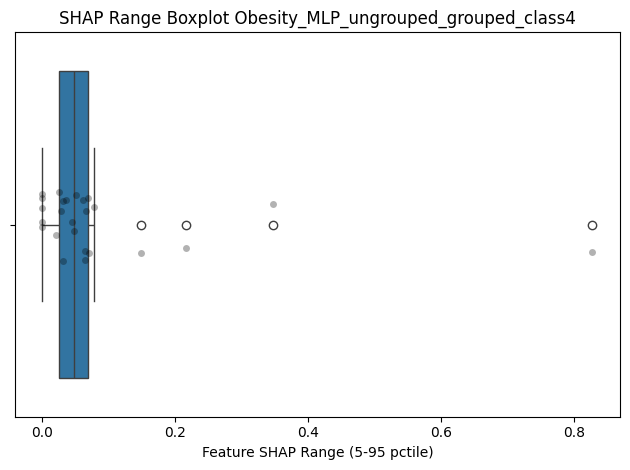 SHAP Range Boxplot Obesity_MLP_ungrouped_grouped_class4
0.0 0.2 0.4 0.6 0.8
Feature SHAP Range (5-95 pctile)